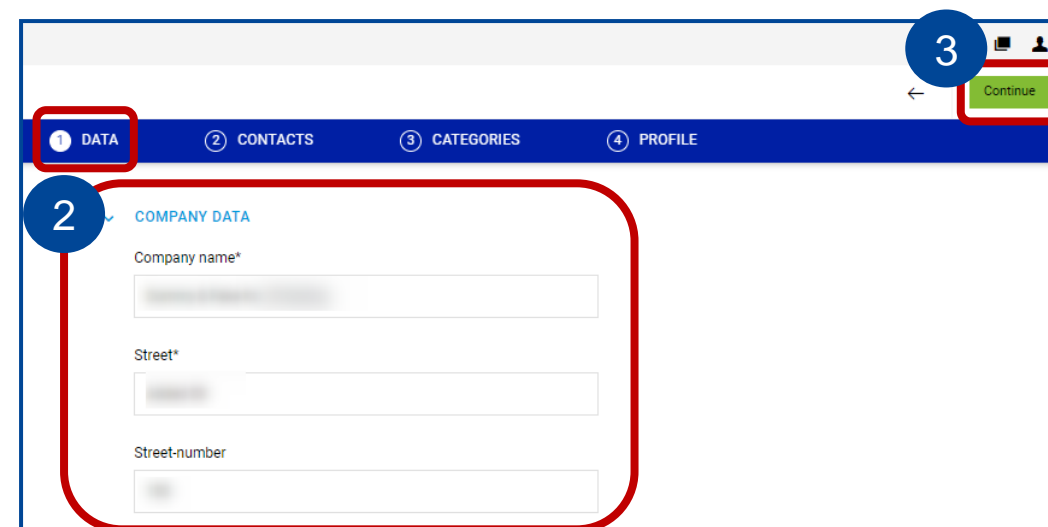 3
Continue
1 DATA 2 CONTACTS 3 CATEGORIES 4 PROFILE
2
COMPANY DATA
Company name*
Street*
Street-number